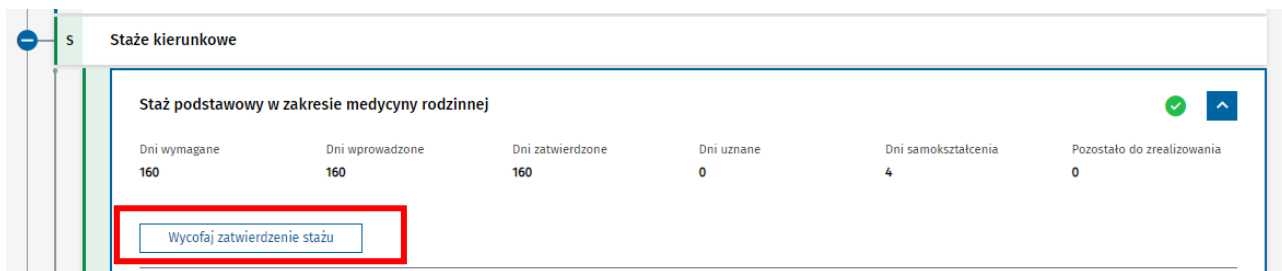 S Staże kierunkowe
Staż podstawowy w zakresie medycyny rodzinnej
Dni wymagane Dni wprowadzone Dni zatwierdzone Dni uznane Dni samokształcenia Pozostało do zrealizowania
160 160 160 0 4 0
Wycofaj zatwierdzenie stażu